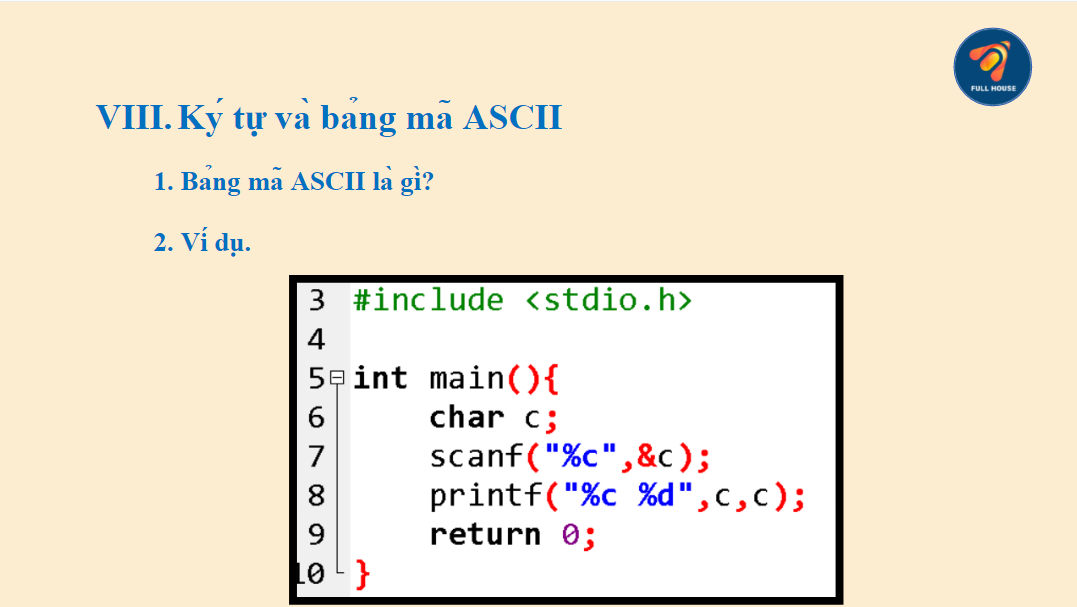 FULL HOUSE
VIII. Ký tự và bảng mã ASCII
1. Bảng mã ASCII là gì?
2. Ví dụ.
3 #include <stdio.h>
4
5 int main(){
6 char c;
7 scanf("%c",&c);
8 printf("%c %d",c,c);
9 return 0;
10 }